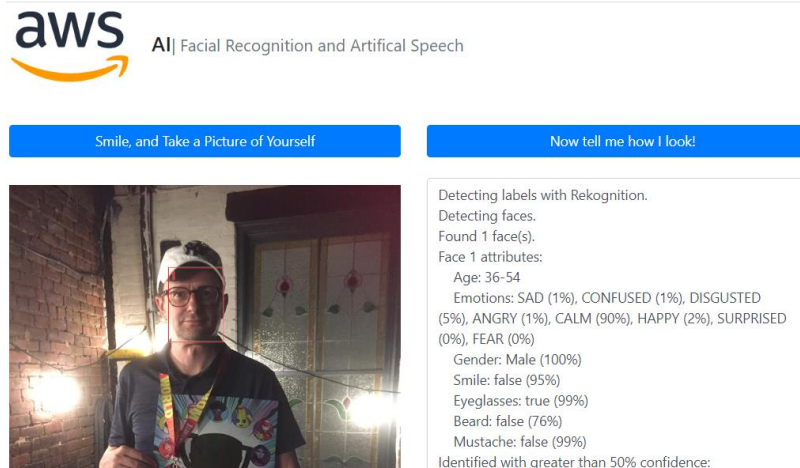 aws
AI| Facial Recognition and Artifical Speech
Smile, and Take a Picture of Yourself
Now tell me how I look!
Detecting labels with Rekognition.
Detecting faces.
Found 1 face(s).
Face 1 attributes:
Age: 36-54
Emotions: SAD (1%), CONFUSED (1%), DISGUSTED
(5%), ANGRY (1%), CALM (90%), HAPPY (2%), SURPRISED
(0%), FEAR (0%)
Gender: Male (100%)
Smile: false (95%)
Eyeglasses: true (99%)
Beard: false (76%)
Mustache: false (99%)
Identified with greater than 50% confidence: